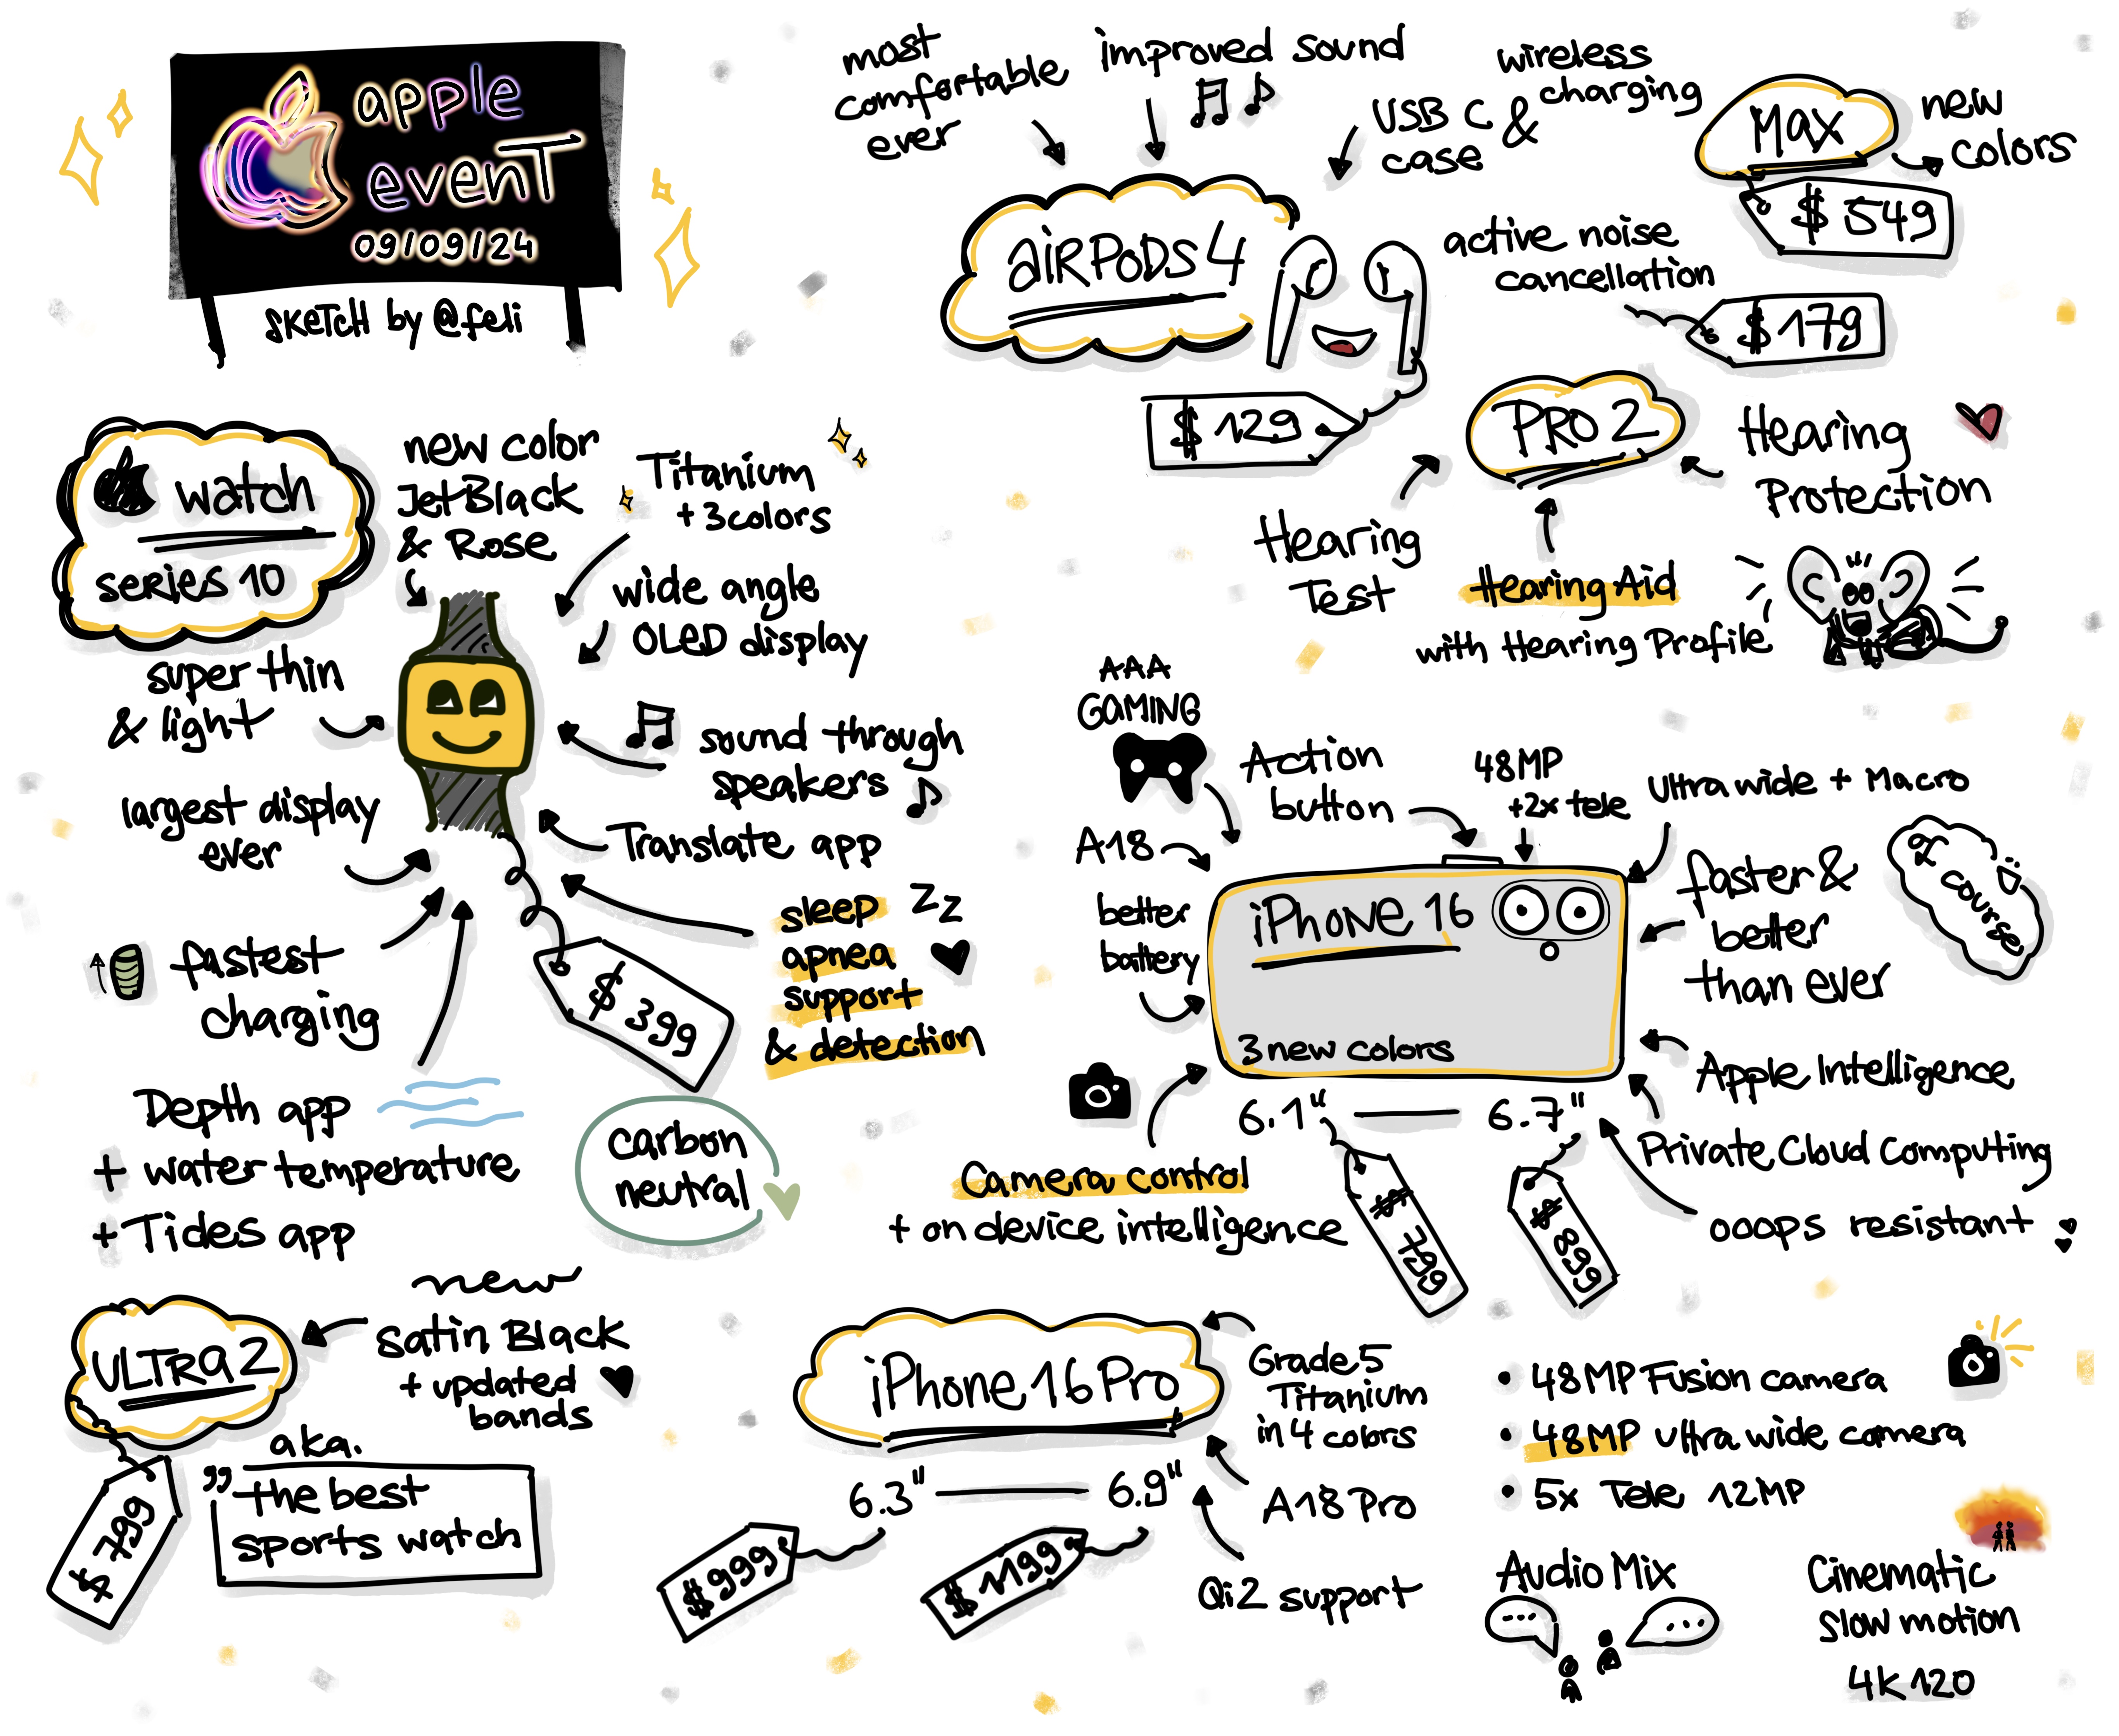 apple
evenT
09/09/24
SKeTCH by @feli
most
comfortable
ever
improved sound
USB C &
case
wireless
charging
Max
new
colors
$ 549
aiRPoDS 4
active noise
cancellation
$ 179
$ 129
PRO 2
Hearing
Protection
Hearing
Test
Hearing Aid
with Hearing Profile
watch
series 10
new color
JetBlack
& Rose
Titanium
+ 3 colors
wide angle
OLED display
super thin
& light
sound through
speakers
largest display
ever
Translate app
sleep
apnea
support
& detection
zz
fastest
charging
$ 399
Depth app
+ water temperature
+ Tides app
carbon
neutral
ULTRa 2
new
Satin Black
+ updated
bands
aka.
"the best
sports watch
$ 799
AAA
GAMING
Action
button
48MP
+2x tele
Ultra wide + Macro
A18
better
battery
iPhone 16
3 new colors
faster &
better
than ever
of
course
Apple Intelligence
Private Cloud Computing
ooops resistant
6.1"
6.7"
$ 799
$ 899
Camera control
+ on device intelligence
iPhone 16 Pro
Grade 5
Titanium
in 4 colors
6.3"
6.9"
A18 Pro
$ 999
$ 1199
Qi2 support
• 48MP Fusion camera
• 48MP Ultra wide camera
• 5x Tele 12MP
Audio Mix
Cinematic
slow motion
4K 120